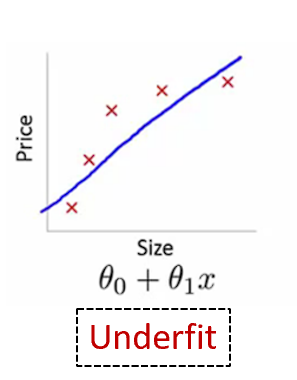 Price
Size
θ₀ + θ₁x
Underfit